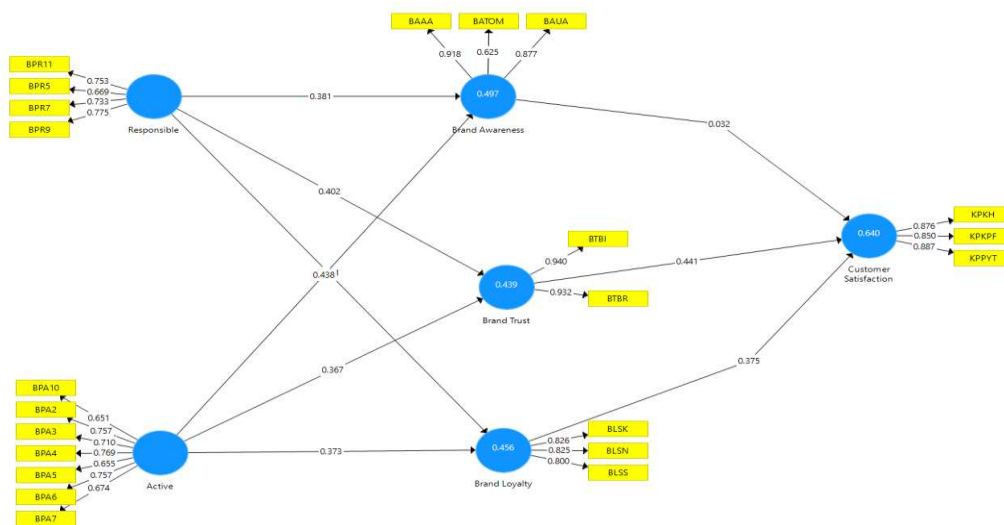 BAAA
BATOM
BAUA
0.918
0.625
0.877
BPR11
BPR5
BPR7
BPR9
0.753
0.669
0.733
0.775
Responsible
0.381
0.497
Brand Awareness
0.032
0.402
0.438
BTBI
0.940
0.932
BTBR
0.439
Brand Trust
0.441
0.640
Customer
Satisfaction
0.876
0.850
0.887
KPKH
KPKPF
KPPYT
0.367
0.375
BPA10
BPA2
BPA3
BPA4
BPA5
BPA6
BPA7
0.651
0.757
0.710
0.769
0.655
0.757
0.674
Active
0.373
0.456
Brand Loyalty
0.826
0.825
0.800
BLSK
BLSN
BLSS